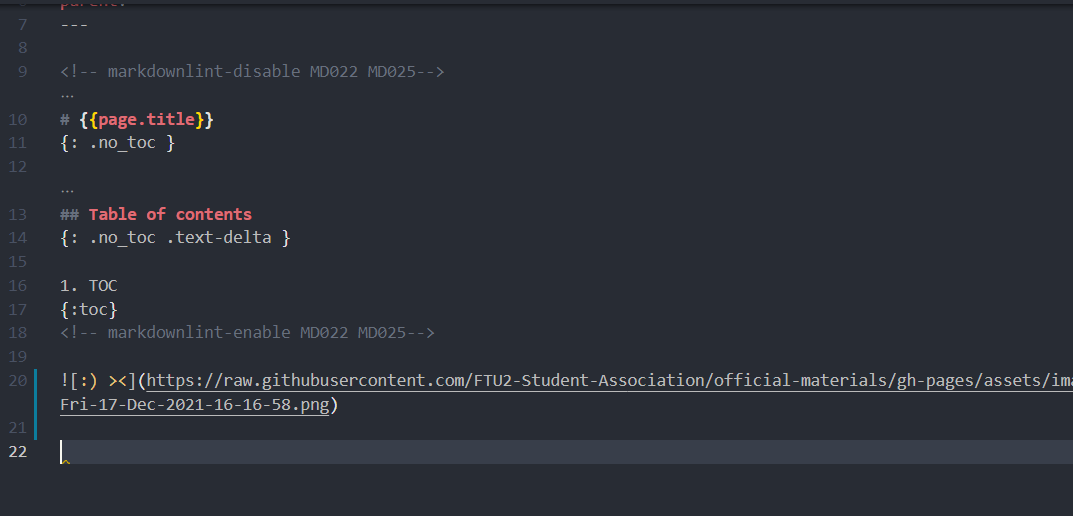 parent:
7 ---
8
9 <!-- markdownlint-disable MD022 MD025-->
...
10 # {{page.title}}
11 {: .no_toc }
12
...
13 ## Table of contents
14 {: .no_toc .text-delta }
15
16 1. TOC
17 {:toc}
18 <!-- markdownlint-enable MD022 MD025-->
19
20 ![:) ><](https://raw.githubusercontent.com/FTU2-Student-Association/official-materials/gh-pages/assets/ima
Fri-17-Dec-2021-16-16-58.png)
21
22